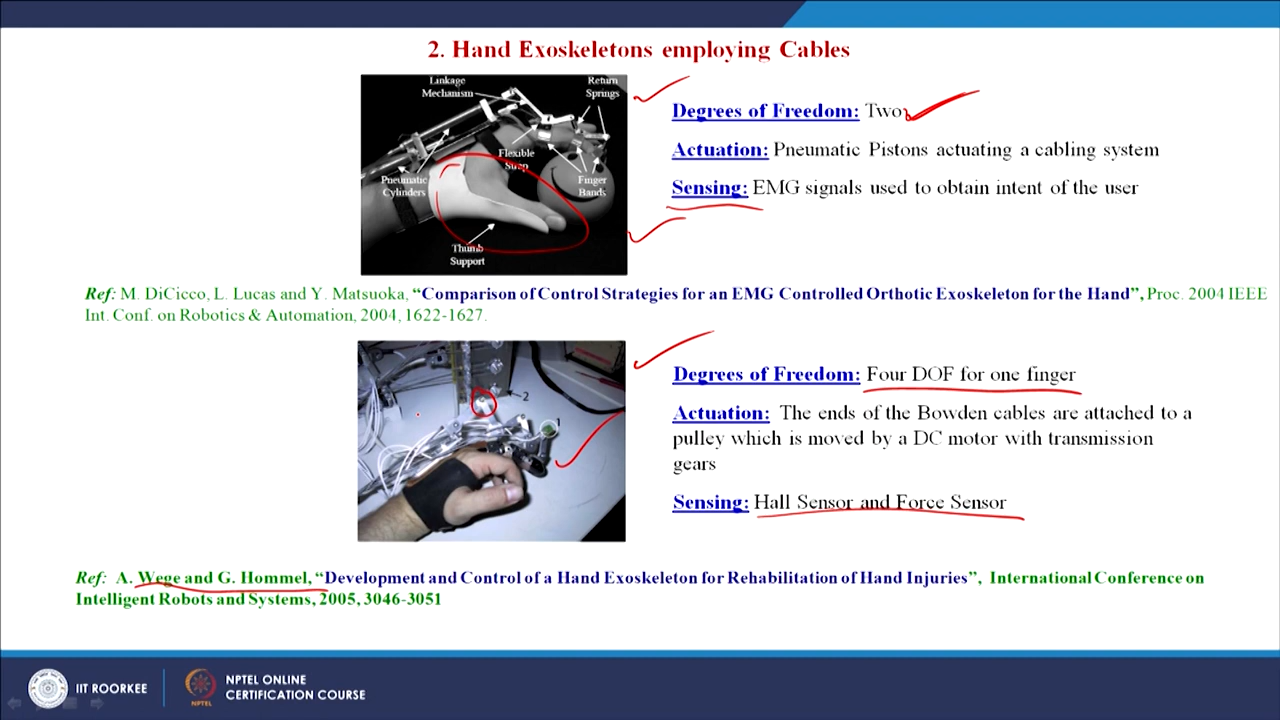 2. Hand Exoskeletons employing Cables
Linkage
Mechanism
Return
Springs
Flexible
Strap
Pneumatic
Cylinders
Finger
Bands
Thumb
Support
Degrees of Freedom: Two
Actuation: Pneumatic Pistons actuating a cabling system
Sensing: EMG signals used to obtain intent of the user
Ref: M. DiCicco, L. Lucas and Y. Matsuoka, “Comparison of Control Strategies for an EMG Controlled Orthotic Exoskeleton for the Hand”, Proc. 2004 IEEE
Int. Conf. on Robotics & Automation, 2004, 1622-1627.
2
1
Degrees of Freedom: Four DOF for one finger
Actuation: The ends of the Bowden cables are attached to a
pulley which is moved by a DC motor with transmission
gears
Sensing: Hall Sensor and Force Sensor
Ref: A. Wege and G. Hommel, “Development and Control of a Hand Exoskeleton for Rehabilitation of Hand Injuries”, International Conference on
Intelligent Robots and Systems, 2005, 3046-3051
IIT ROORKEE
NPTEL
NPTEL ONLINE
CERTIFICATION COURSE